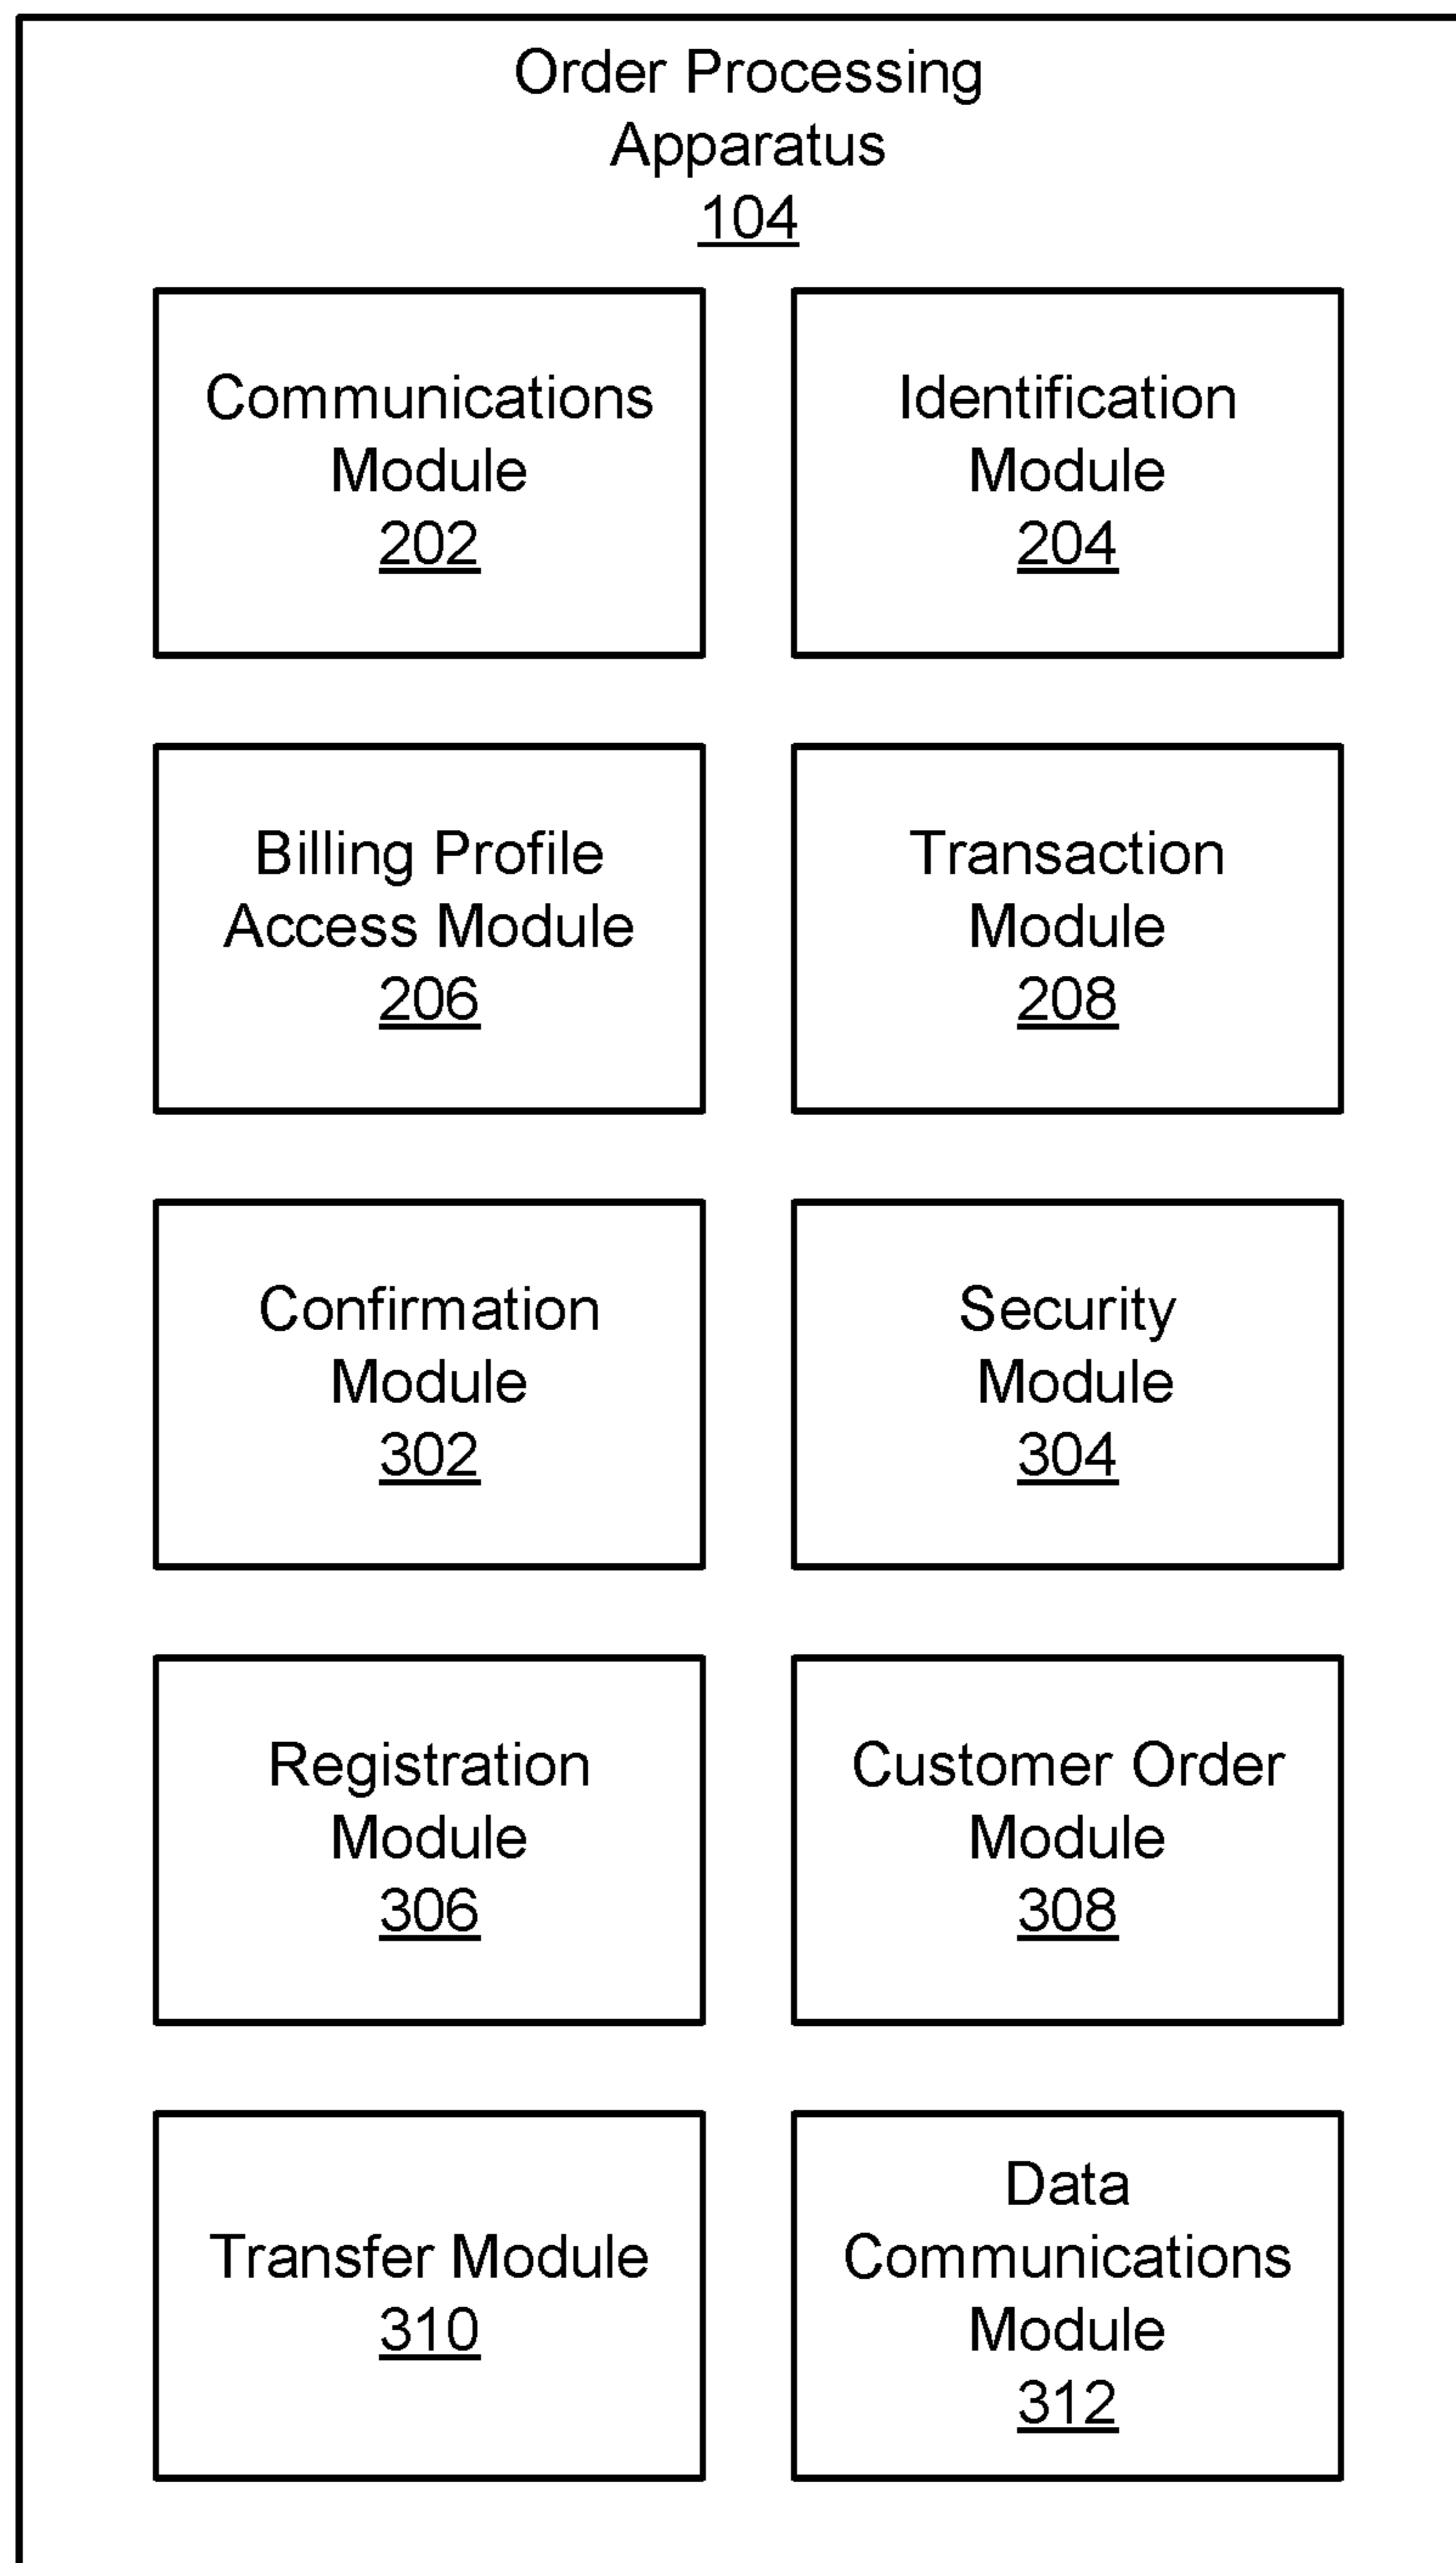 Order Processing
Apparatus
104
Communications
Module
202
Identification
Module
204
Billing Profile
Access Module
206
Transaction
Module
208
Confirmation
Module
302
Security
Module
304
Registration
Module
306
Customer Order
Module
308
Transfer Module
310
Data
Communications
Module
312